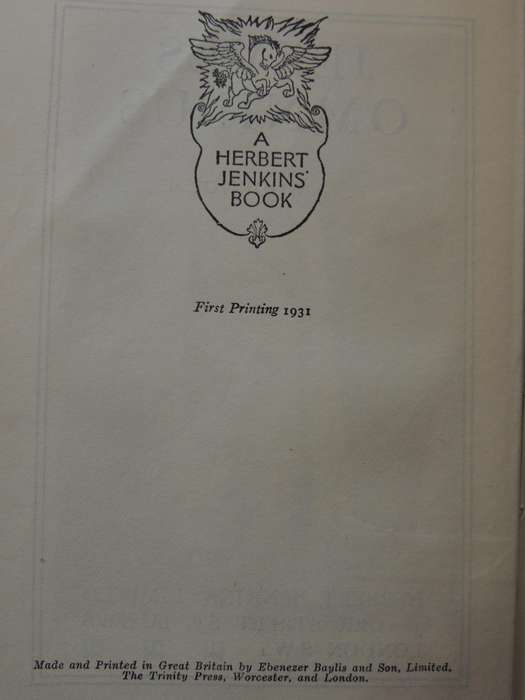 A
HERBERT
JENKINS'
BOOK
First Printing 1931
Made and Printed in Great Britain by Ebenezer Baylis and Son, Limited,
The Trinity Press, Worcester, and London.